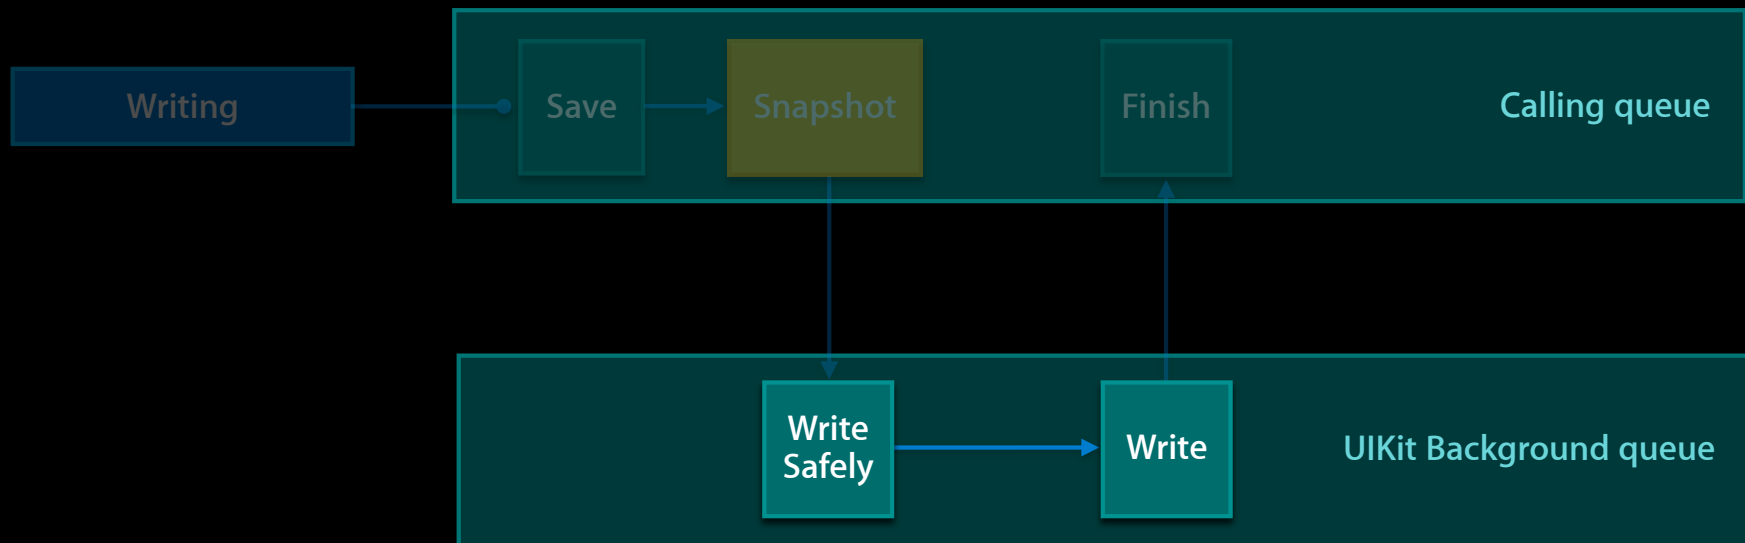 Writing
Save
Snapshot
Finish
Calling queue
Write
Safely
Write
UIKit Background queue